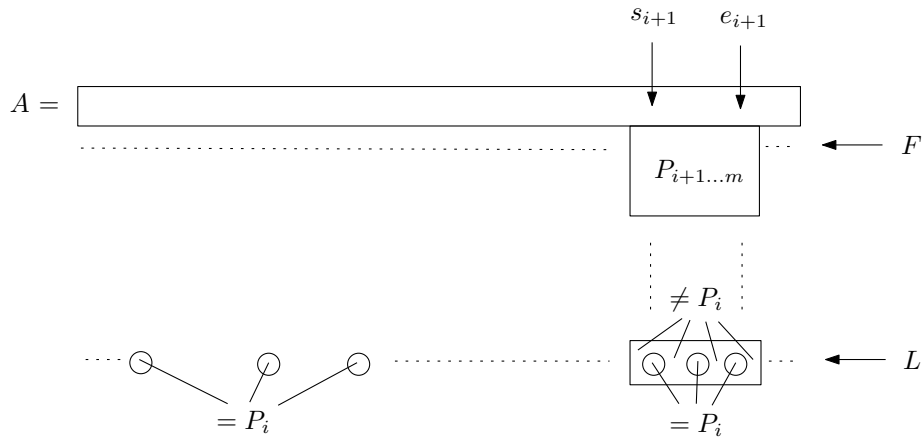 s_{i+1} e_{i+1}
A =
F
P_{i+1...m}
≠ P_i
L
= P_i = P_i